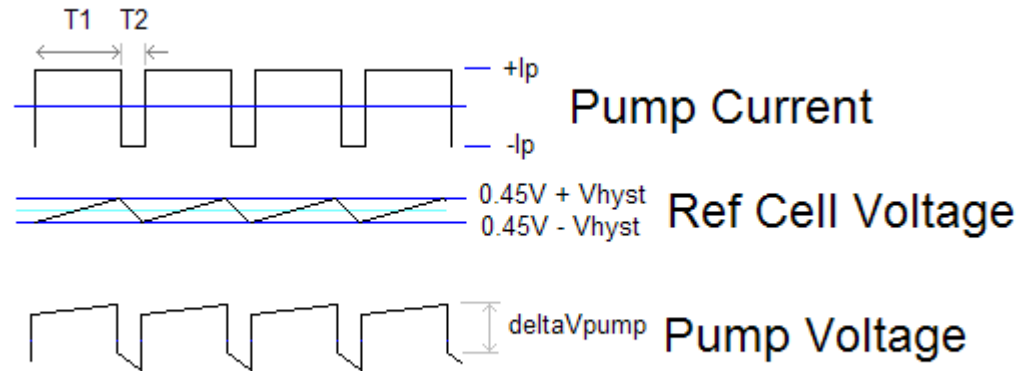 T1 T2
+Ip
Pump Current
-Ip
0.45V + Vhyst
Ref Cell Voltage
0.45V - Vhyst
deltaVpump
Pump Voltage